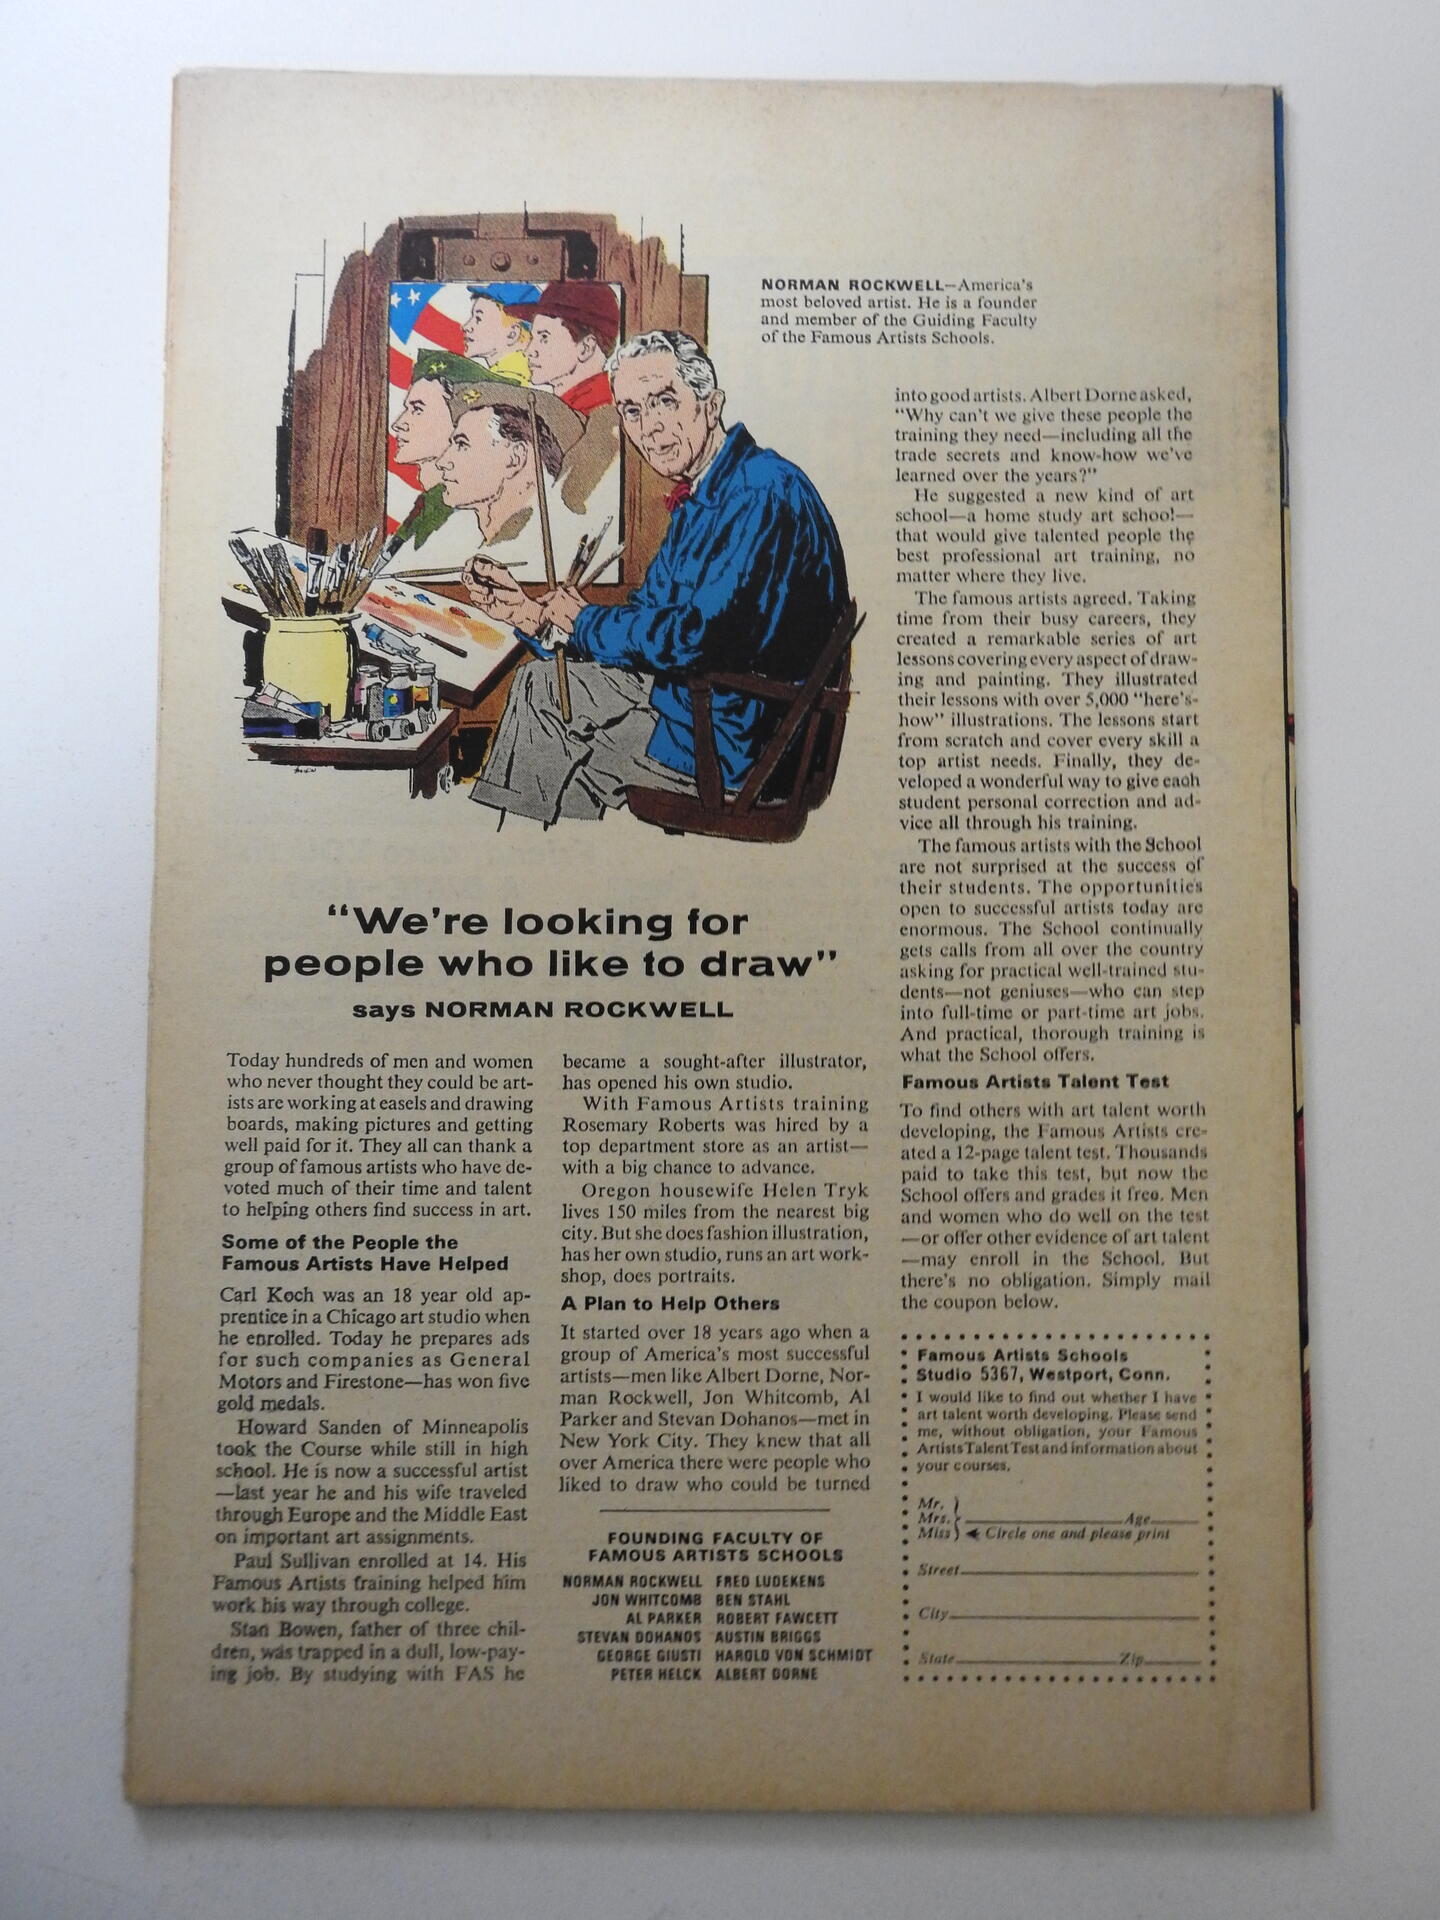 NORMAN ROCKWELL—America's
most beloved artist. He is a founder
and member of the Guiding Faculty
of the Famous Artists Schools.
"We're looking for
people who like to draw"
says NORMAN ROCKWELL
Today hundreds of men and women
who never thought they could be art-
ists are working at easels and drawing
boards, making pictures and getting
well paid for it. They all can thank a
group of famous artists who have de-
voted much of their time and talent
to helping others find success in art.
Some of the People the
Famous Artists Have Helped
Carl Koch was an 18 year old ap-
prentice in a Chicago art studio when
he enrolled. Today he prepares ads
for such companies as General
Motors and Firestone—has won five
gold medals.
Howard Sanden of Minneapolis
took the Course while still in high
school. He is now a successful artist
—last year he and his wife traveled
through Europe and the Middle East
on important art assignments.
Paul Sullivan enrolled at 14. His
Famous Artists training helped him
work his way through college.
Stan Bowen, father of three chil-
dren, was trapped in a dull, low-pay-
ing job. By studying with FAS he
became a sought-after illustrator,
has opened his own studio.
With Famous Artists training
Rosemary Roberts was hired by a
top department store as an artist—
with a big chance to advance.
Oregon housewife Helen Tryk
lives 150 miles from the nearest big
city. But she does fashion illustration,
has her own studio, runs an art work-
shop, does portraits.
A Plan to Help Others
It started over 18 years ago when a
group of America's most successful
artists—men like Albert Dorne, Nor-
man Rockwell, Jon Whitcomb, Al
Parker and Stevan Dohanos—met in
New York City. They knew that all
over America there were people who
liked to draw who could be turned
FOUNDING FACULTY OF
FAMOUS ARTISTS SCHOOLS
NORMAN ROCKWELL FRED LUDEKENS
JON WHITCOMB BEN STAHL
AL PARKER ROBERT FAWCETT
STEVAN DOHANOS AUSTIN BRIGGS
GEORGE GIUSTI HAROLD VON SCHMIDT
PETER HELCK ALBERT DORNE
into good artists. Albert Dorne asked,
"Why can't we give these people the
training they need—including all the
trade secrets and know-how we've
learned over the years?"
He suggested a new kind of art
school—a home study art school—
that would give talented people the
best professional art training, no
matter where they live.
The famous artists agreed. Taking
time from their busy careers, they
created a remarkable series of art
lessons covering every aspect of draw-
ing and painting. They illustrated
their lessons with over 5,000 "here's-
how" illustrations. The lessons start
from scratch and cover every skill a
top artist needs. Finally, they de-
veloped a wonderful way to give each
student personal correction and ad-
vice all through his training.
The famous artists with the School
are not surprised at the success of
their students. The opportunities
open to successful artists today are
enormous. The School continually
gets calls from all over the country
asking for practical well-trained stu-
dents—not geniuses—who can step
into full-time or part-time art jobs.
And practical, thorough training is
what the School offers.
Famous Artists Talent Test
To find others with art talent worth
developing, the Famous Artists cre-
ated a 12-page talent test. Thousands
paid to take this test, but now the
School offers and grades it free. Men
and women who do well on the test
—or offer other evidence of art talent
—may enroll in the School. But
there's no obligation. Simply mail
the coupon below.
Famous Artists Schools
Studio 5367, Westport, Conn.
I would like to find out whether I have
art talent worth developing. Please send
me, without obligation, your Famous
Artists Talent Test and information about
your courses.
Mr.
Mrs. Age
Miss Circle one and please print
Street
City
State Zip